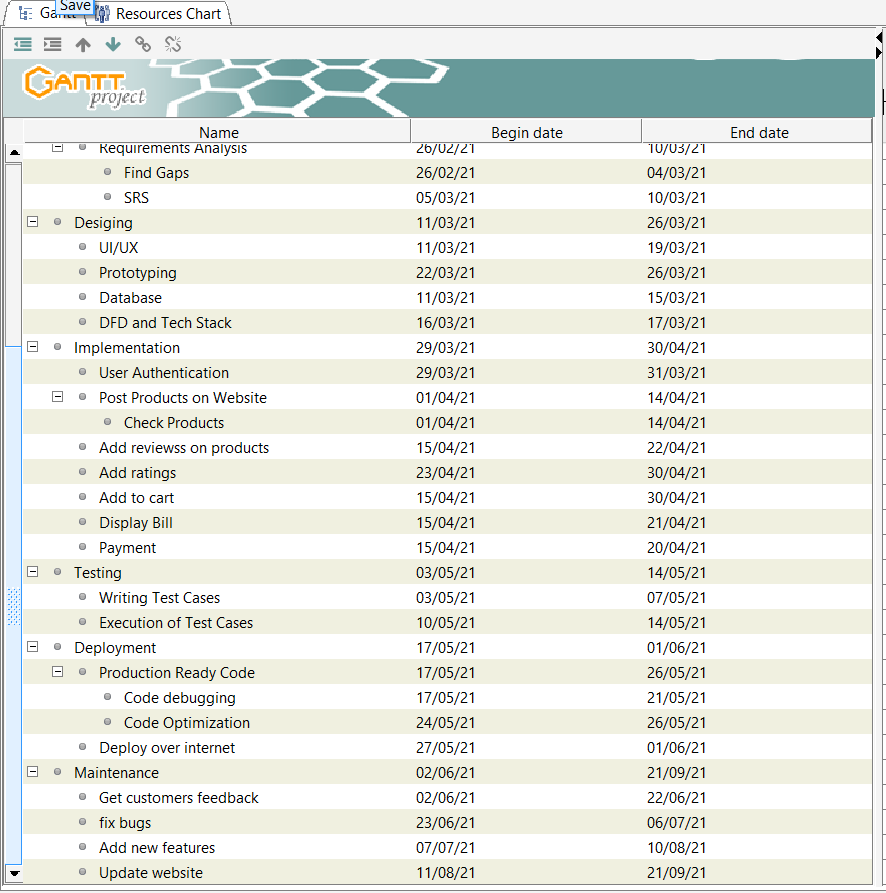 Save
Gantt Resources Chart
GANTT
project
Name Begin date End date
Requirements Analysis 26/02/21 10/03/21
Find Gaps 26/02/21 04/03/21
SRS 05/03/21 10/03/21
Desiging 11/03/21 26/03/21
UI/UX 11/03/21 19/03/21
Prototyping 22/03/21 26/03/21
Database 11/03/21 15/03/21
DFD and Tech Stack 16/03/21 17/03/21
Implementation 29/03/21 30/04/21
User Authentication 29/03/21 31/03/21
Post Products on Website 01/04/21 14/04/21
Check Products 01/04/21 14/04/21
Add reviewss on products 15/04/21 22/04/21
Add ratings 23/04/21 30/04/21
Add to cart 15/04/21 30/04/21
Display Bill 15/04/21 21/04/21
Payment 15/04/21 20/04/21
Testing 03/05/21 14/05/21
Writing Test Cases 03/05/21 07/05/21
Execution of Test Cases 10/05/21 14/05/21
Deployment 17/05/21 01/06/21
Production Ready Code 17/05/21 26/05/21
Code debugging 17/05/21 21/05/21
Code Optimization 24/05/21 26/05/21
Deploy over internet 27/05/21 01/06/21
Maintenance 02/06/21 21/09/21
Get customers feedback 02/06/21 22/06/21
fix bugs 23/06/21 06/07/21
Add new features 07/07/21 10/08/21
Update website 11/08/21 21/09/21